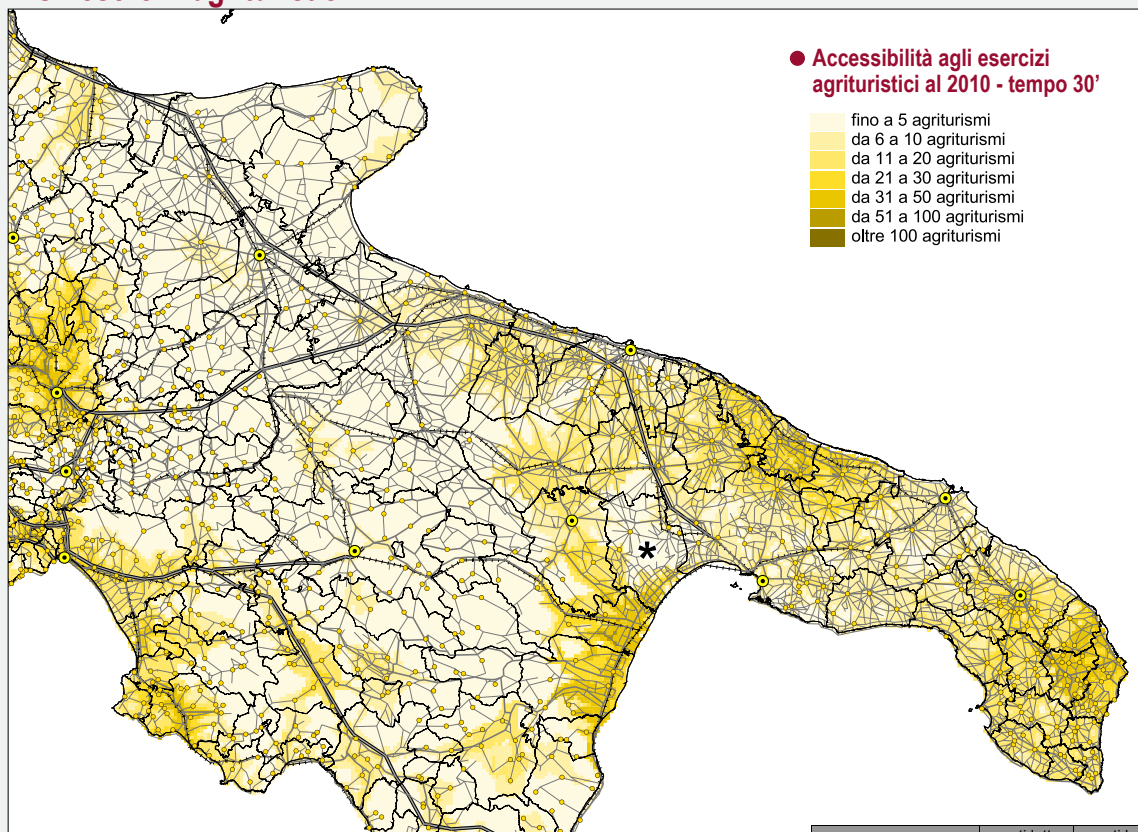 ● Accessibilità agli esercizi
agrituristici al 2010 - tempo 30'
fino a 5 agriturismi
da 6 a 10 agriturismi
da 11 a 20 agriturismi
da 21 a 30 agriturismi
da 31 a 50 agriturismi
da 51 a 100 agriturismi
oltre 100 agriturismi
*